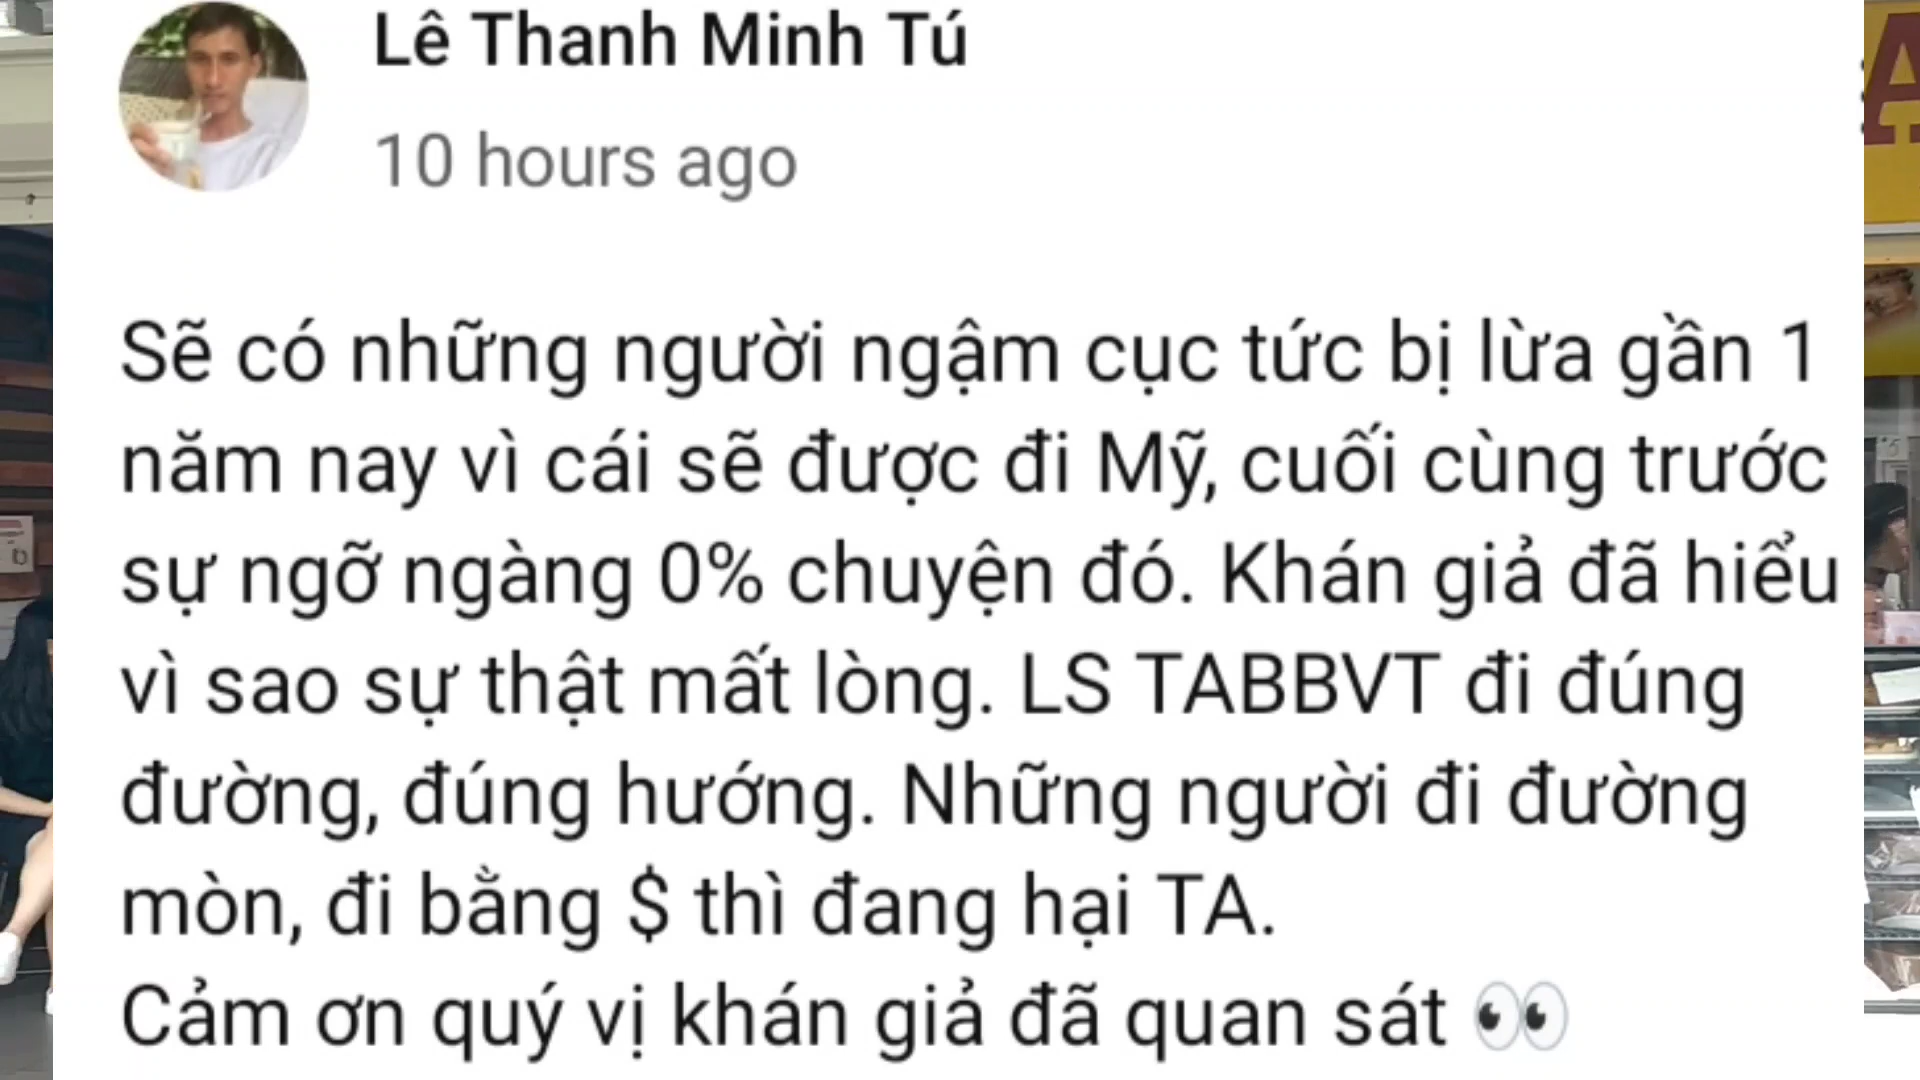 Lê Thanh Minh Tú
10 hours ago
Sẽ có những người ngậm cục tức bị lừa gần 1
năm nay vì cái sẽ được đi Mỹ, cuối cùng trước
sự ngỡ ngàng 0% chuyện đó. Khán giả đã hiểu
vì sao sự thật mất lòng. LS TABBVT đi đúng
đường, đúng hướng. Những người đi đường
mòn, đi bằng $ thì đang hại TA.
Cảm ơn quý vị khán giả đã quan sát 👀
A